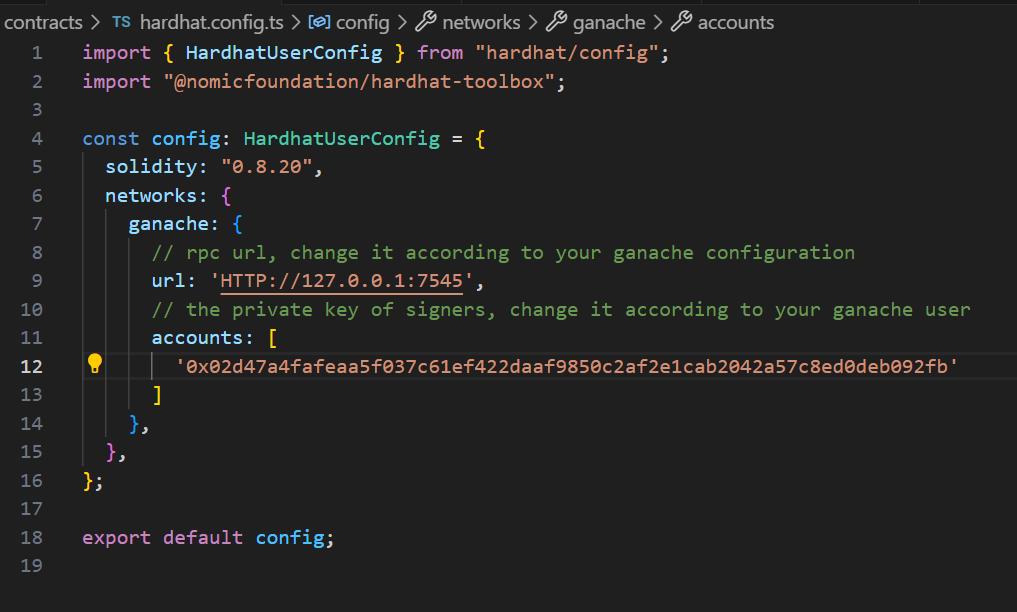 contracts > TS hardhat.config.ts > config > networks > ganache > accounts
1 import { HardhatUserConfig } from "hardhat/config";
2 import "@nomicfoundation/hardhat-toolbox";
3
4 const config: HardhatUserConfig = {
5 solidity: "0.8.20",
6 networks: {
7 ganache: {
8 // rpc url, change it according to your ganache configuration
9 url: 'HTTP://127.0.0.1:7545',
10 // the private key of signers, change it according to your ganache user
11 accounts: [
12 '0x02d47a4fafeaa5f037c61ef422daaf9850c2af2e1cab2042a57c8ed0deb092fb'
13 ]
14 },
15 },
16 };
17
18 export default config;
19